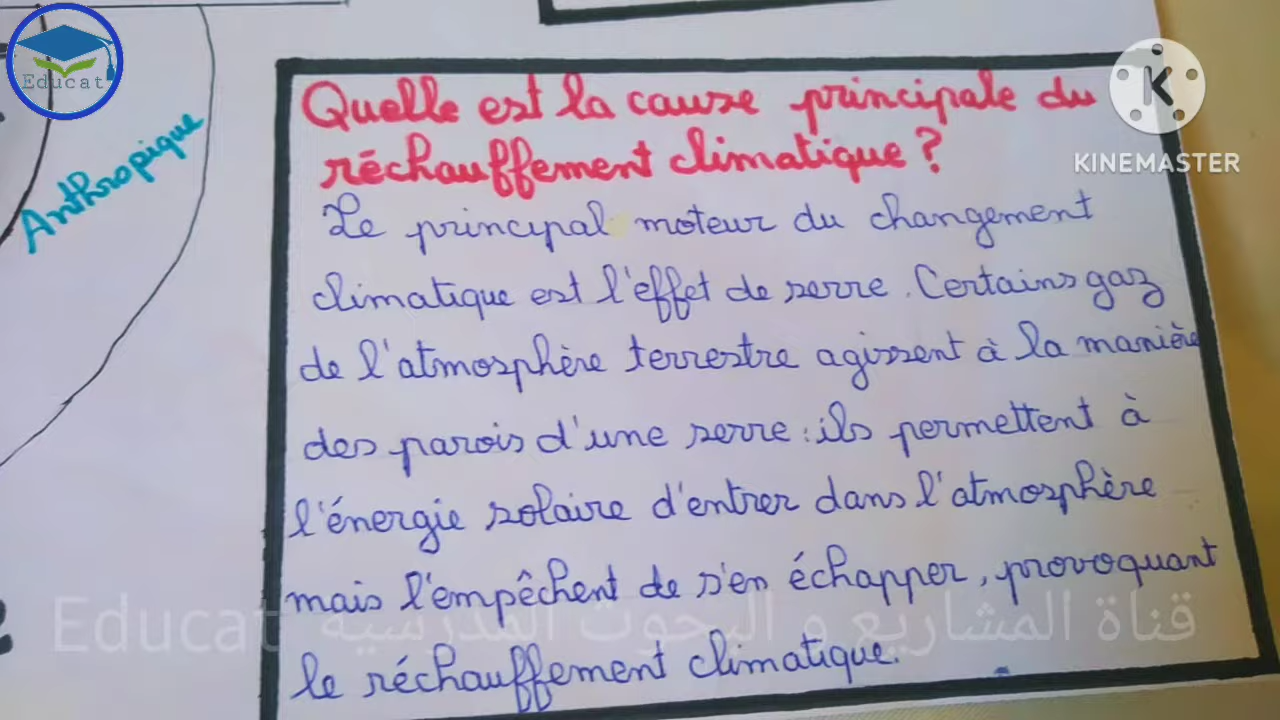 Educat
Anthropique
KINEMASTER
Quelle est la cause principale du
réchauffement climatique ?
Le principal moteur du changement
climatique est l'effet de serre. Certains gaz
de l'atmosphère terrestre agissent à la manière
des parois d'une serre : ils permettent à
l'énergie solaire d'entrer dans l'atmosphère
mais l'empêchent de s'en échapper, provoquant
le réchauffement climatique.
Educat قناة المشاريع و البحوث المدرسية